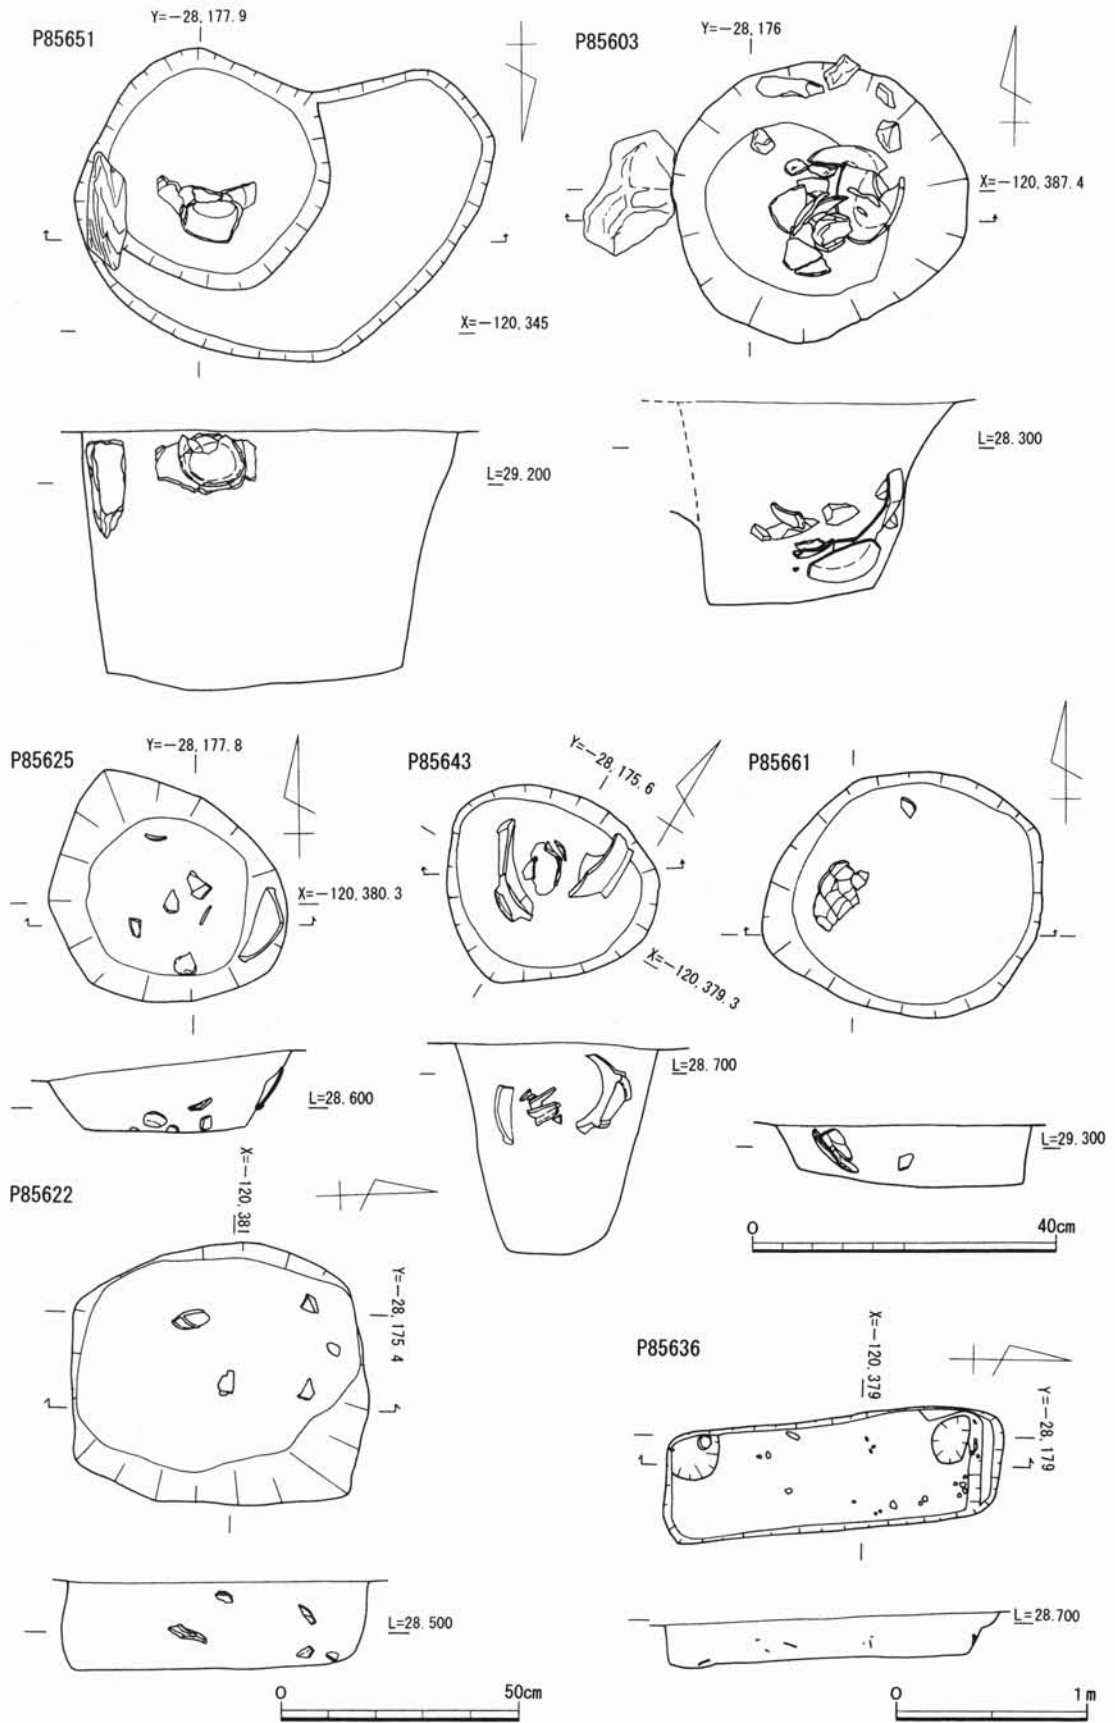 P85651
Y=-28,177.9
X=-120,345
L=29.200
P85603
Y=-28,176
X=-120,387.4
L=28.300
P85625
Y=-28,177.8
X=-120,380.3
L=28.600
P85643
Y=-28,175.6
X=-120,379.3
L=28.700
P85661
L=29.300
0 40cm
P85622
X=-120,381
Y=-28,175.4
L=28.500
0 50cm
P85636
X=-120,379
Y=-28,179
L=28.700
0 1m